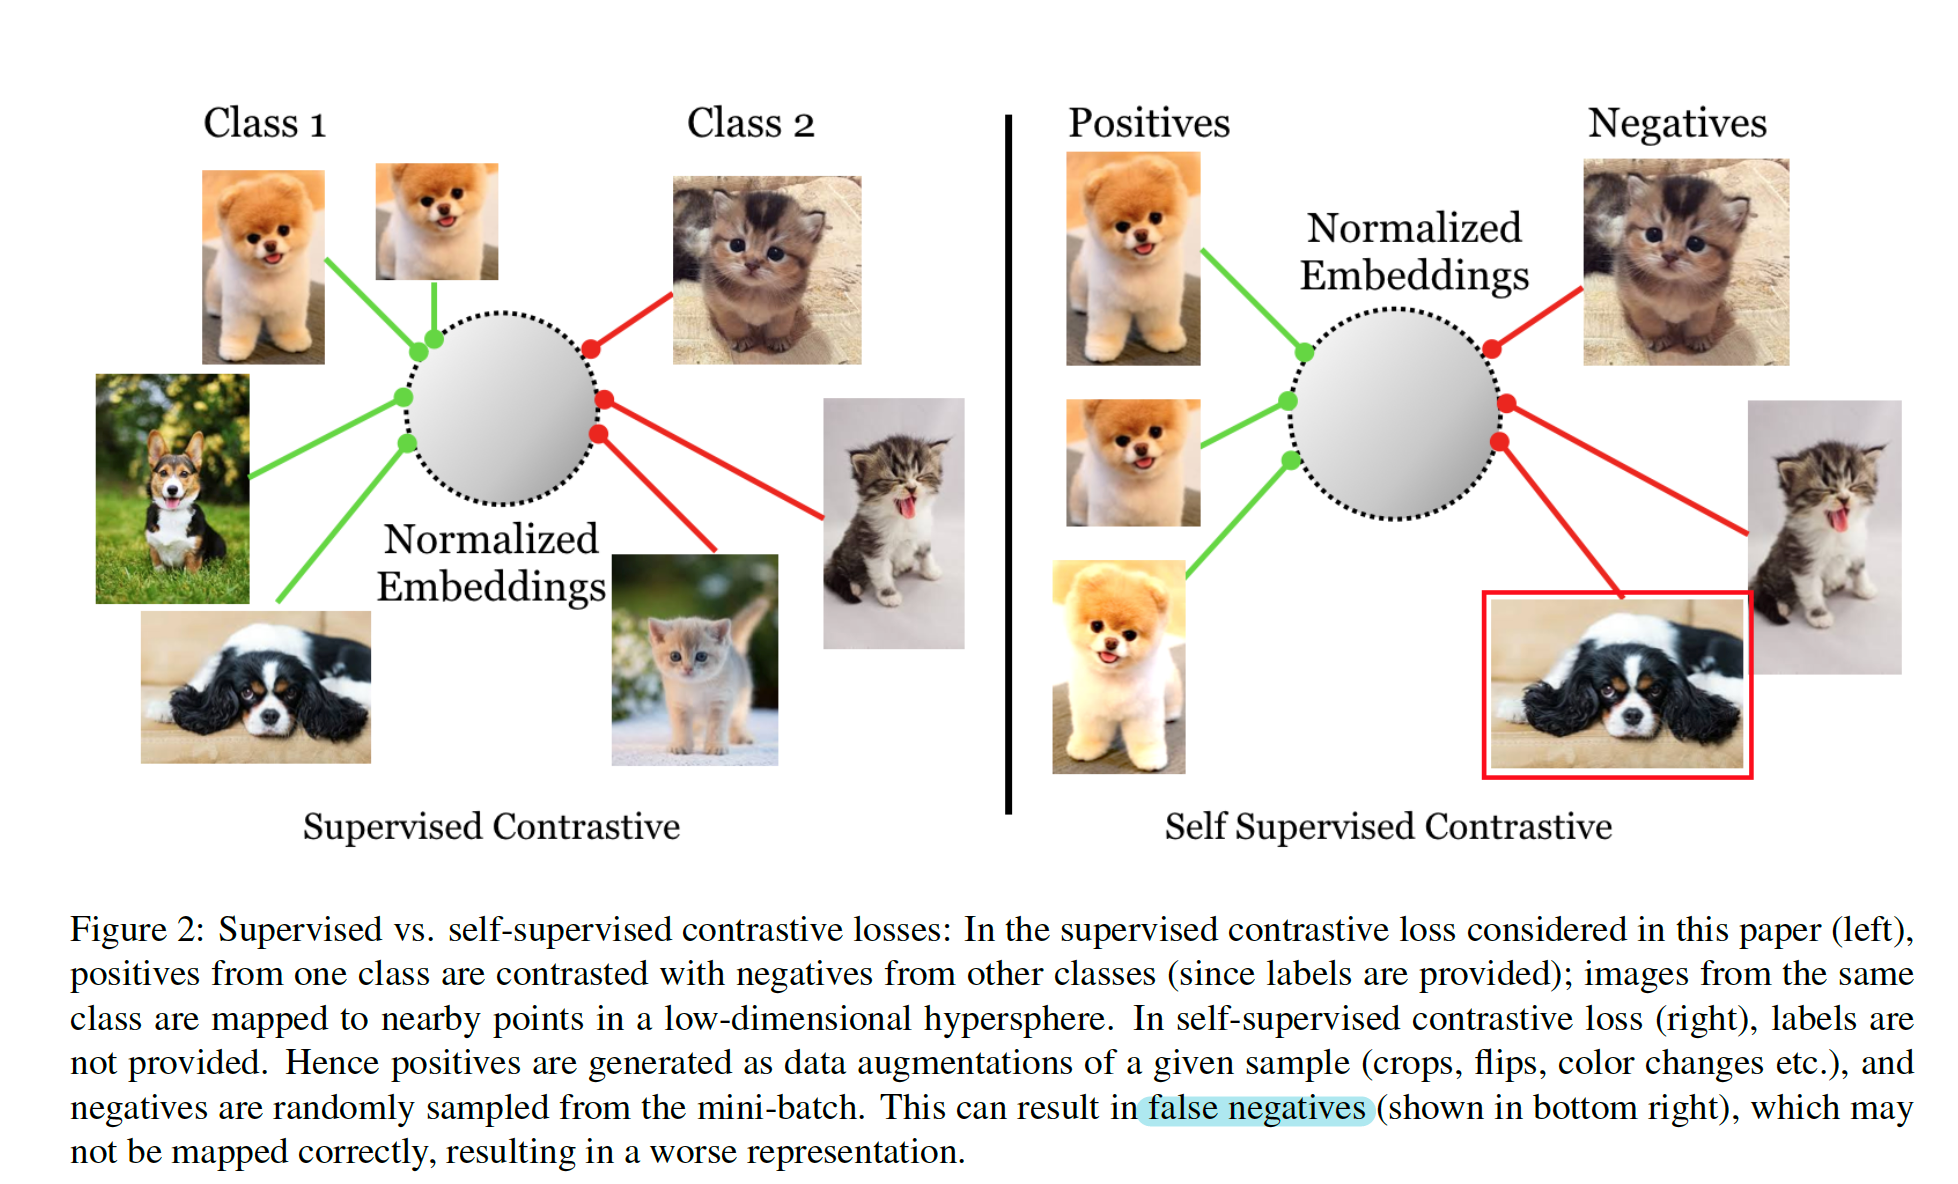 Class 1
Class 2
Normalized
Embeddings
Supervised Contrastive
Positives
Negatives
Normalized
Embeddings
Self Supervised Contrastive
Figure 2: Supervised vs. self-supervised contrastive losses: In the supervised contrastive loss considered in this paper (left),
positives from one class are contrasted with negatives from other classes (since labels are provided); images from the same
class are mapped to nearby points in a low-dimensional hypersphere. In self-supervised contrastive loss (right), labels are
not provided. Hence positives are generated as data augmentations of a given sample (crops, flips, color changes etc.), and
negatives are randomly sampled from the mini-batch. This can result in false negatives (shown in bottom right), which may
not be mapped correctly, resulting in a worse representation.